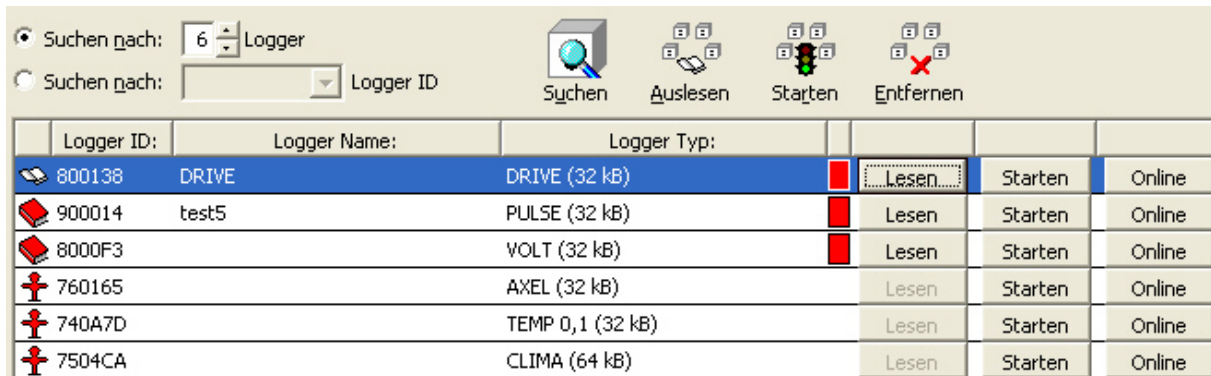 Suchen nach: 6 Logger
Suchen nach: Logger ID
Suchen Auslesen Starten Entfernen
Logger ID: Logger Name: Logger Typ:
800138 DRIVE DRIVE (32 kB) Lesen Starten Online
900014 test5 PULSE (32 kB) Lesen Starten Online
8000F3 VOLT (32 kB) Lesen Starten Online
760165 AXEL (32 kB) Lesen Starten Online
740A7D TEMP 0,1 (32 kB) Lesen Starten Online
7504CA CLIMA (64 kB) Lesen Starten Online